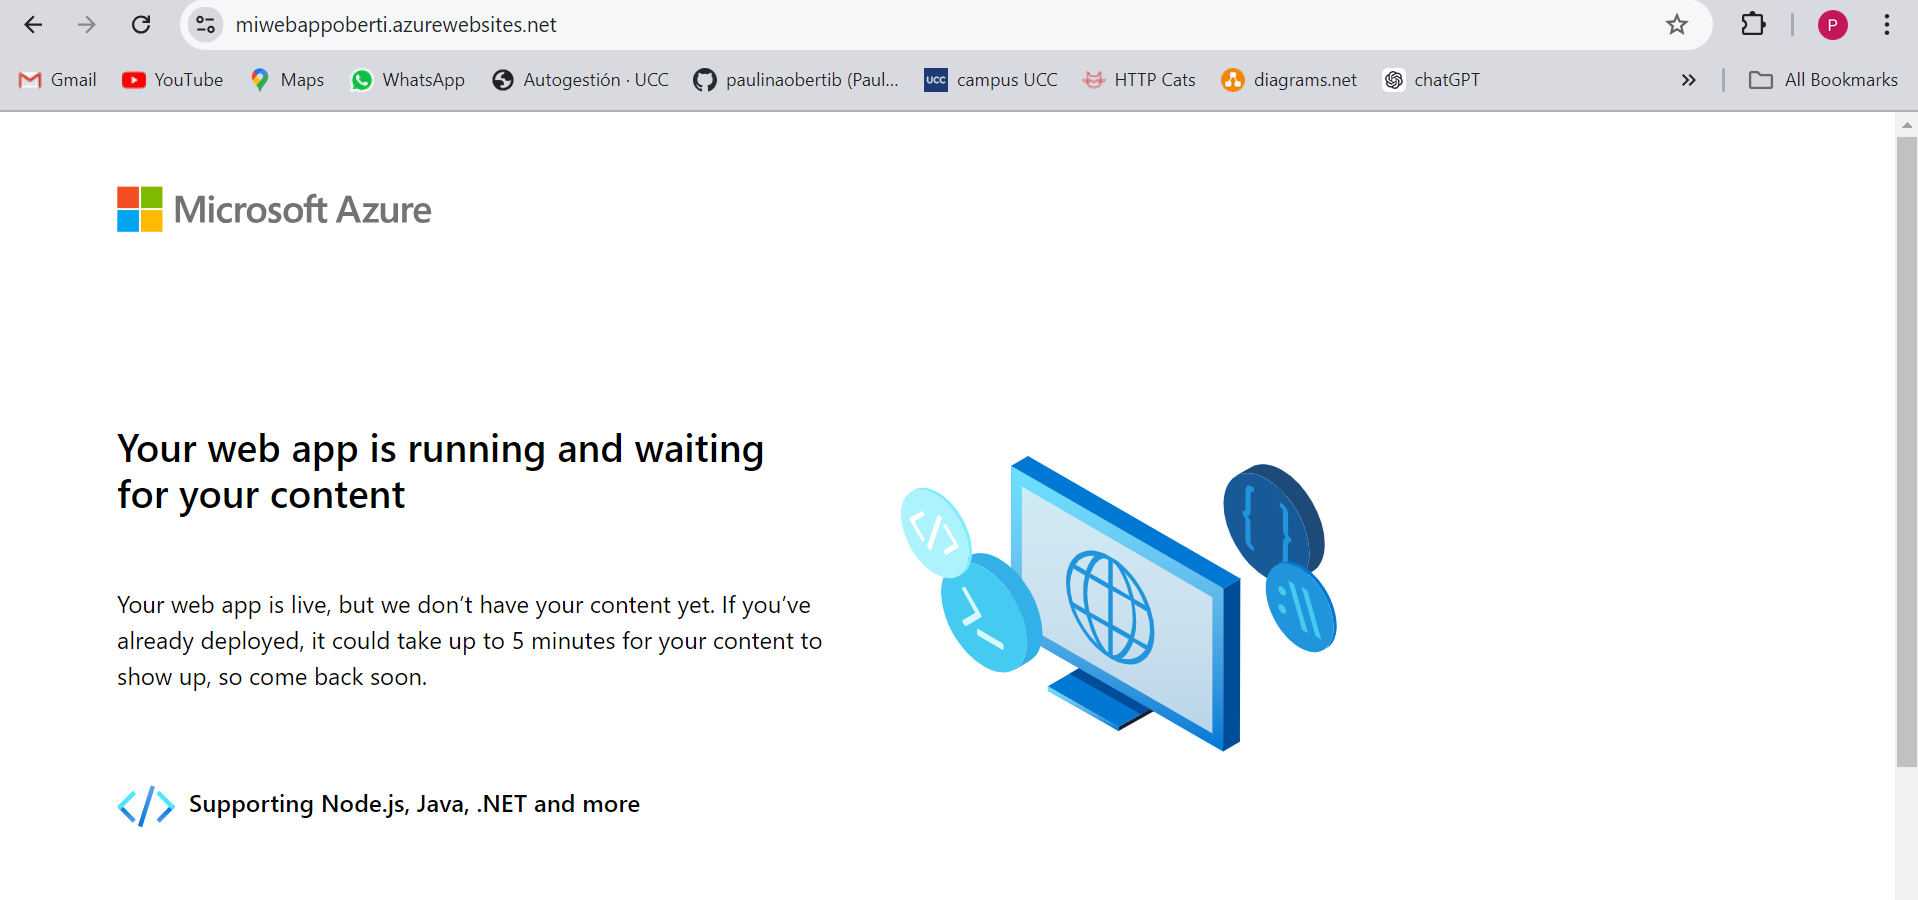 miwebappoberti.azurewebsites.net
P
Gmail YouTube Maps WhatsApp Autogestión · UCC paulinaobertib (Paul... UCC campus UCC HTTP Cats diagrams.net chatGPT » All Bookmarks
Microsoft Azure
Your web app is running and waiting
for your content
Your web app is live, but we don’t have your content yet. If you’ve
already deployed, it could take up to 5 minutes for your content to
show up, so come back soon.
Supporting Node.js, Java, .NET and more